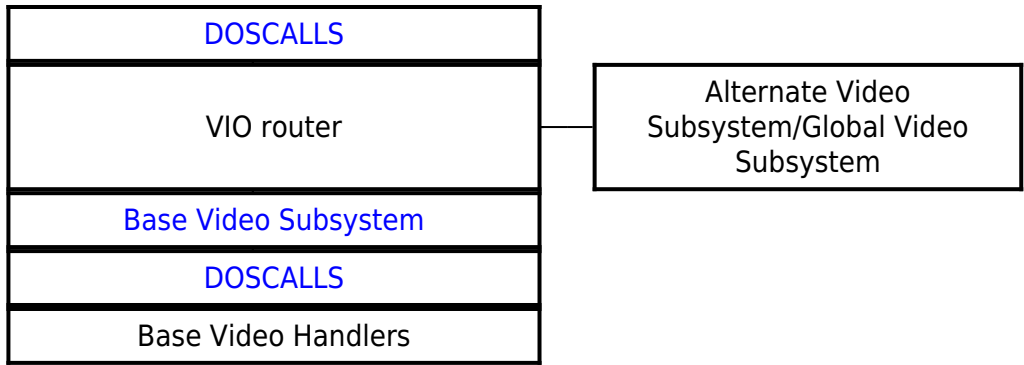 DOSCALLS
VIO router
Alternate Video
Subsystem/Global Video
Subsystem
Base Video Subsystem
DOSCALLS
Base Video Handlers